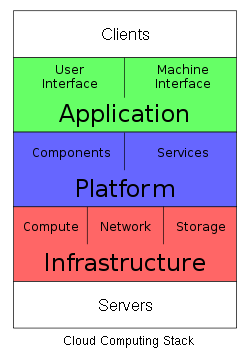 Clients
User Interface
Machine Interface
Application
Components
Services
Platform
Compute
Network
Storage
Infrastructure
Servers
Cloud Computing Stack